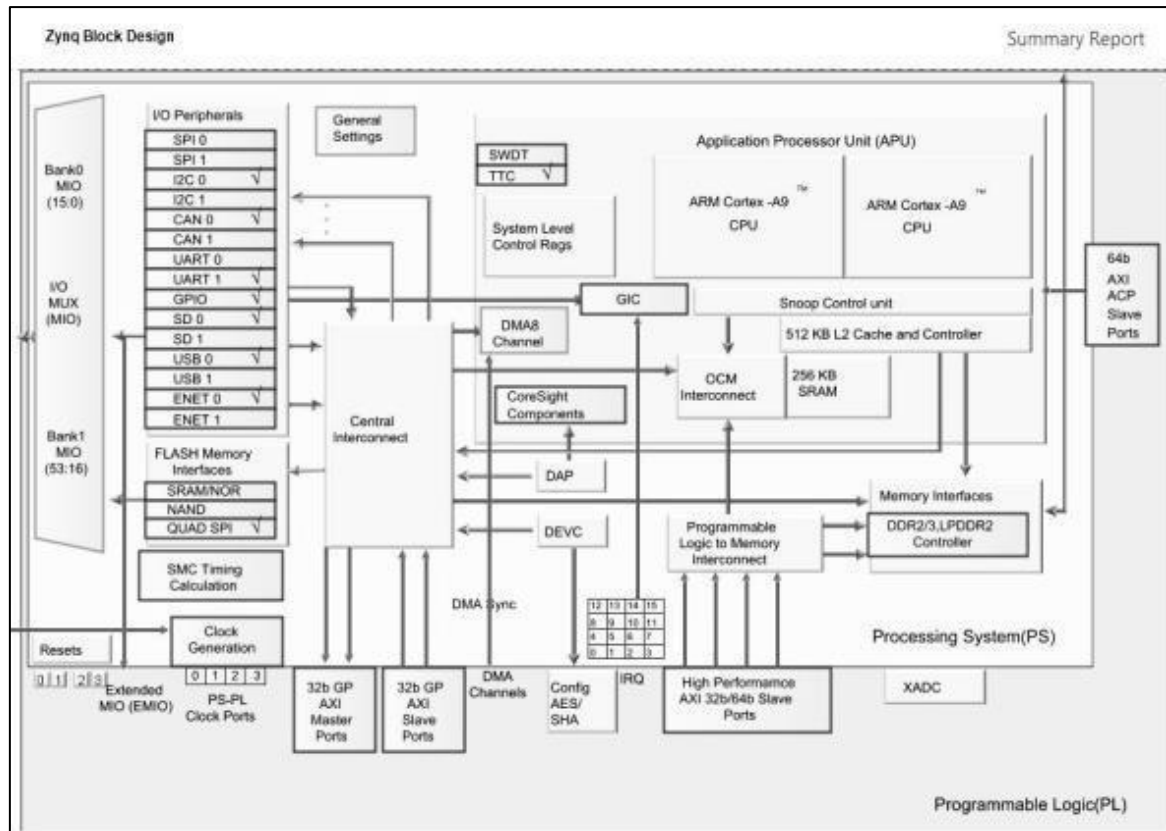 Zynq Block Design
Summary Report
I/O Peripherals
SPI 0
SPI 1
I2C 0 √
I2C 1
CAN 0 √
CAN 1
UART 0
UART 1 √
GPIO √
SD 0 √
SD 1
USB 0 √
USB 1
ENET 0 √
ENET 1
Bank0
MIO
(15:0)
I/O
MUX
(MIO)
Bank1
MIO
(53:16)
FLASH Memory
Interfaces
SRAM/NOR
NAND
QUAD SPI √
SMC Timing
Calculation
Clock
Generation
Resets
0 1 2 3
Extended
MIO (EMIO)
0 1 2 3
PS-PL
Clock Ports
General
Settings
Central
Interconnect
32b GP
AXI
Master
Ports
32b GP
AXI
Slave
Ports
Application Processor Unit (APU)
SWDT
TTC √
System Level
Control Regs
ARM Cortex -A9 ™
CPU
ARM Cortex -A9 ™
CPU
GIC
Snoop Control unit
DMA8
Channel
512 KB L2 Cache and Controller
OCM
Interconnect
256 KB
SRAM
CoreSight
Components
DAP
DEVC
Programmable
Logic to Memory
Interconnect
Memory Interfaces
DDR2/3,LPDDR2
Controller
64b
AXI
ACP
Slave
Ports
DMA Sync
12 13 14 15
8 9 10 11
4 5 6 7
0 1 2 3
Processing System(PS)
DMA
Channels
Config
AES/
SHA
IRQ
High Performamce
AXI 32b/64b Slave
Ports
XADC
Programmable Logic(PL)